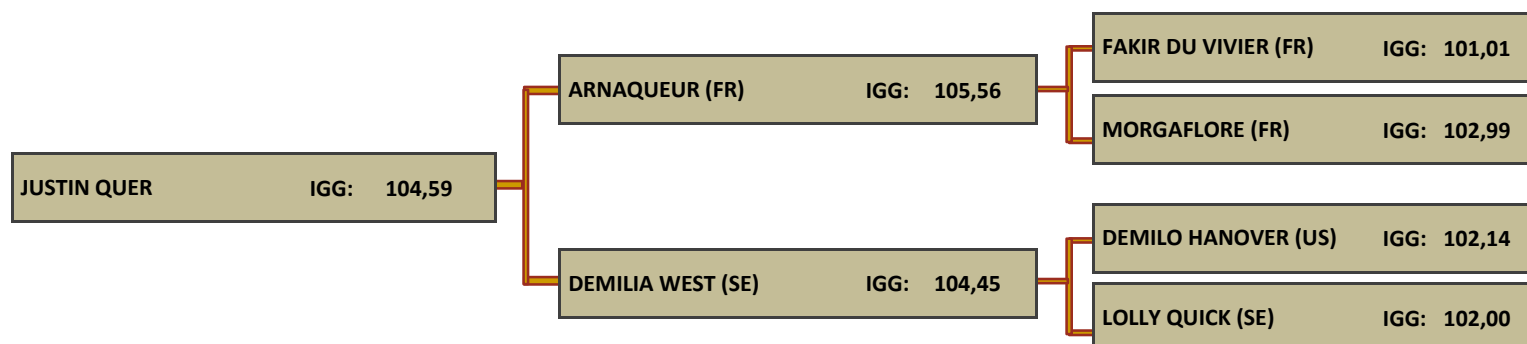 FAKIR DU VIVIER (FR) IGG: 101,01
ARNAQUEUR (FR) IGG: 105,56
MORGAFLORE (FR) IGG: 102,99
JUSTIN QUER IGG: 104,59
DEMILO HANOVER (US) IGG: 102,14
DEMILIA WEST (SE) IGG: 104,45
LOLLY QUICK (SE) IGG: 102,00